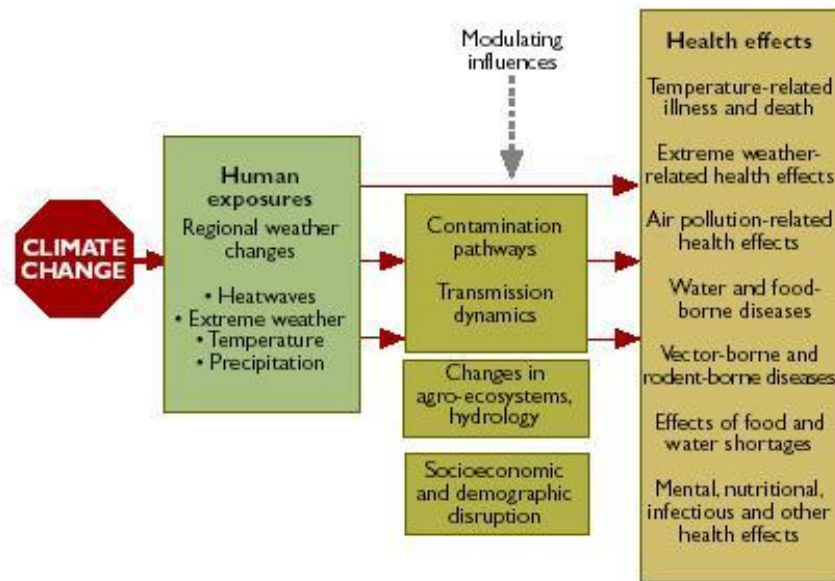 Modulating
influences
CLIMATE
CHANGE
Human
exposures
Regional weather
changes
• Heatwaves
• Extreme weather
• Temperature
• Precipitation
Contamination
pathways
Transmission
dynamics
Changes in
agro-ecosystems,
hydrology
Socioeconomic
and demographic
disruption
Health effects
Temperature-related
illness and death
Extreme weather-
related health effects
Air pollution-related
health effects
Water and food-
borne diseases
Vector-borne and
rodent-borne diseases
Effects of food and
water shortages
Mental, nutritional,
infectious and other
health effects